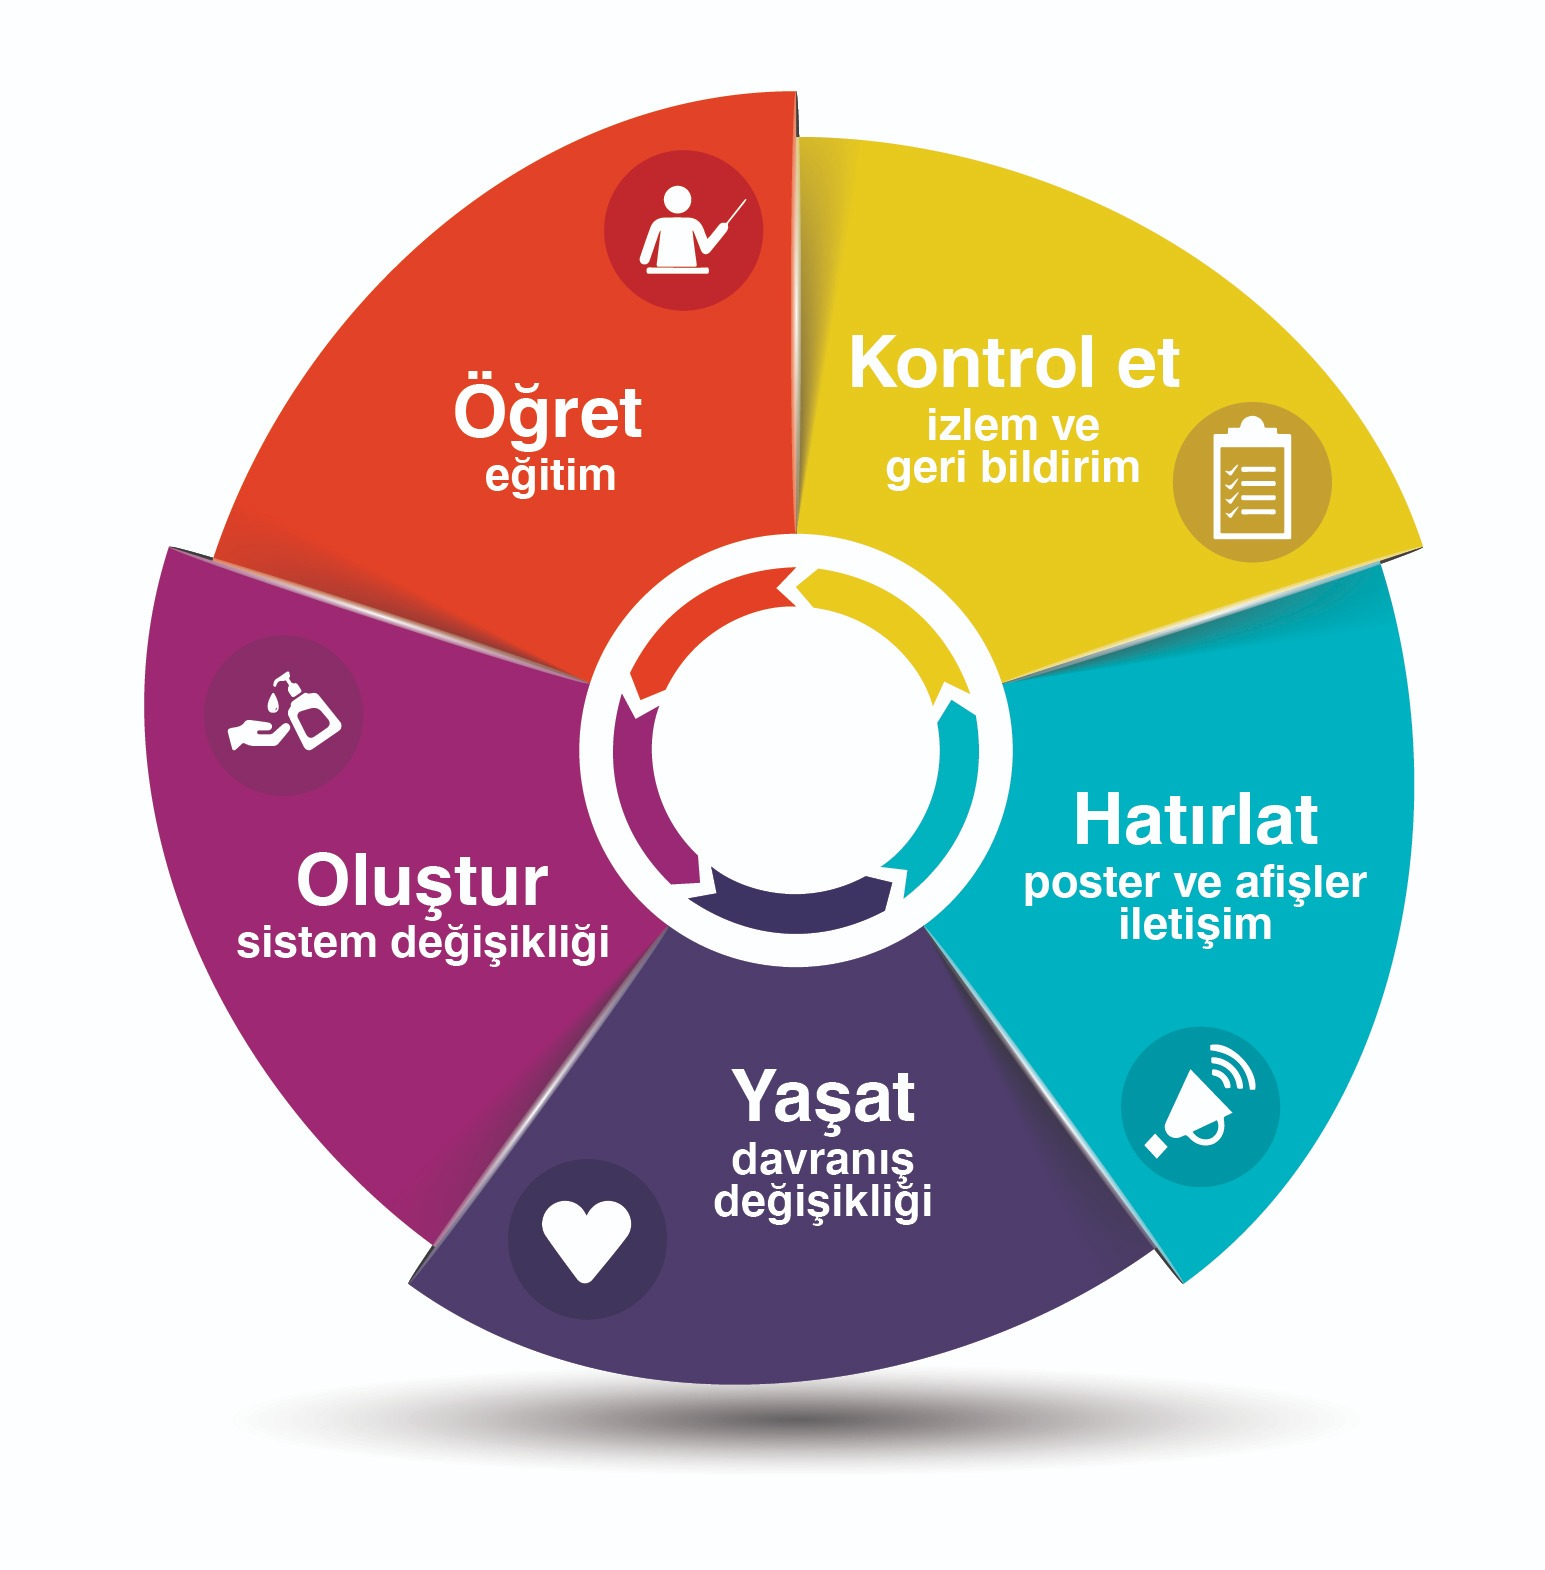 Öğret
eğitim
Kontrol et
izlem ve
geri bildirim
Hatırlat
poster ve afişler
iletişim
Yaşat
davranış
değişikliği
Oluştur
sistem değişikliği